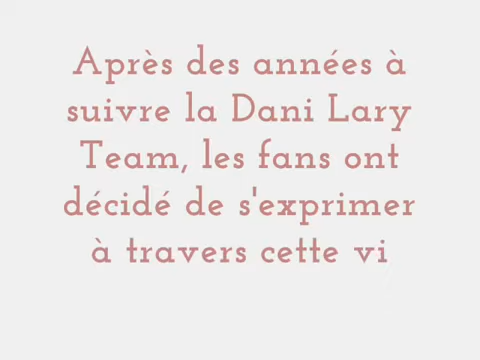 Après des années à
suivre la Dani Lary
Team, les fans ont
décidé de s'exprimer
à travers cette vi